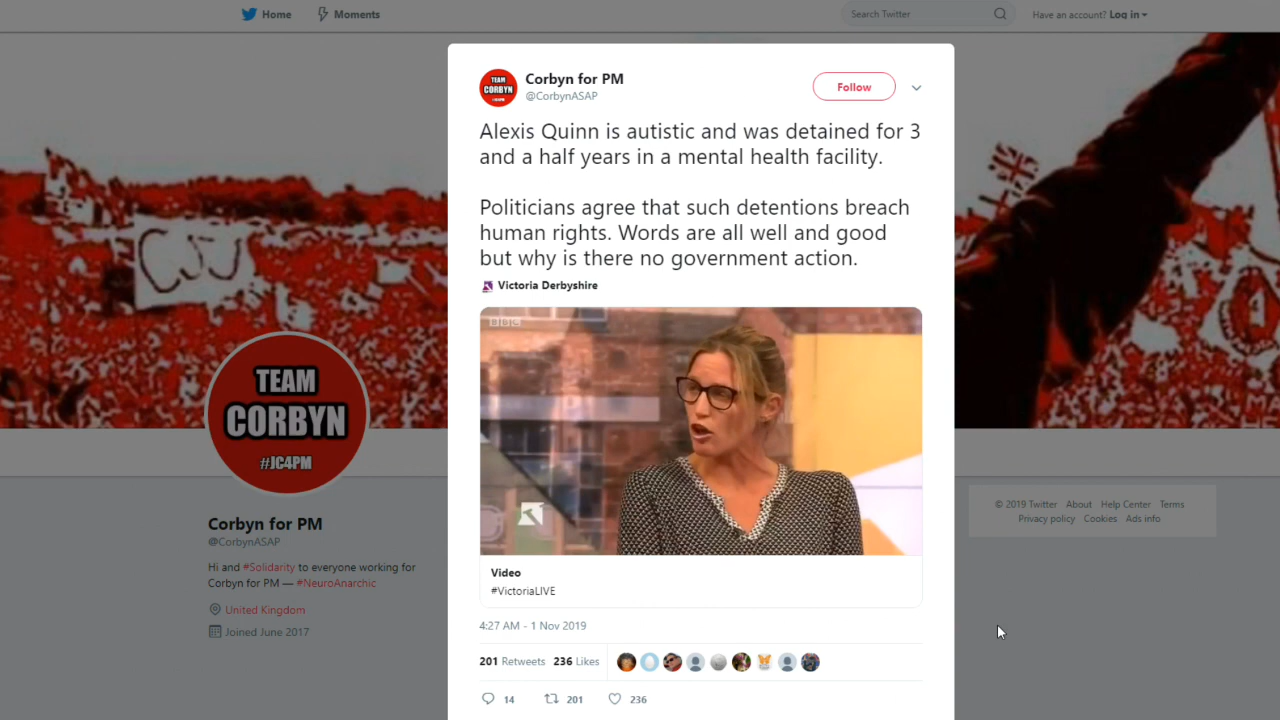 Home
Moments
Search Twitter
Have an account? Log in
TEAM
CORBYN
#JC4PM
Corbyn for PM
@CorbynASAP
Follow
Alexis Quinn is autistic and was detained for 3
and a half years in a mental health facility.
Politicians agree that such detentions breach
human rights. Words are all well and good
but why is there no government action.
Victoria Derbyshire
BBC
Video
#VictoriaLIVE
4:27 AM - 1 Nov 2019
201 Retweets 236 Likes
14 201 236
CJJ
TEAM
CORBYN
#JC4PM
Corbyn for PM
@CorbynASAP
Hi and #Solidarity to everyone working for
Corbyn for PM — #NeuroAnarchic
United Kingdom
Joined June 2017
© 2019 Twitter About Help Center Terms
Privacy policy Cookies Ads info